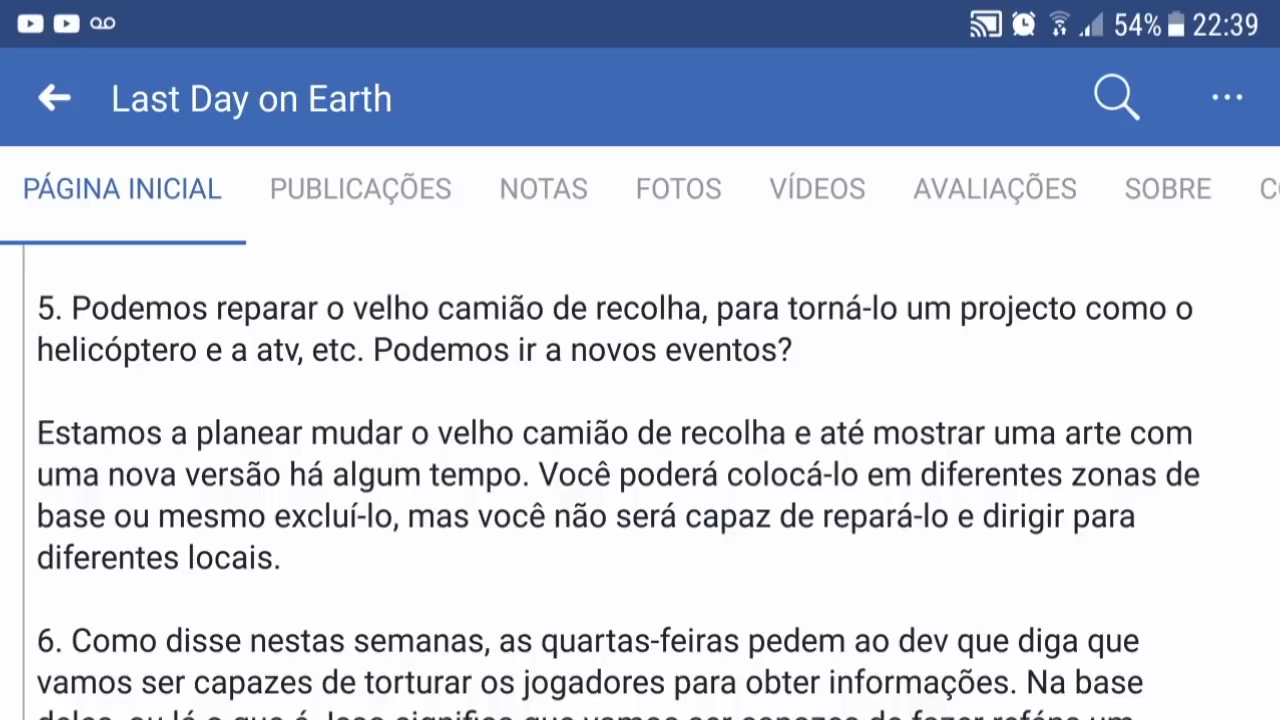 54% 22:39
Last Day on Earth
PÁGINA INICIAL PUBLICAÇÕES NOTAS FOTOS VÍDEOS AVALIAÇÕES SOBRE
5. Podemos reparar o velho camião de recolha, para torná-lo um projecto como o
helicóptero e a atv, etc. Podemos ir a novos eventos?
Estamos a planear mudar o velho camião de recolha e até mostrar uma arte com
uma nova versão há algum tempo. Você poderá colocá-lo em diferentes zonas de
base ou mesmo excluí-lo, mas você não será capaz de repará-lo e dirigir para
diferentes locais.
6. Como disse nestas semanas, as quartas-feiras pedem ao dev que diga que
vamos ser capazes de torturar os jogadores para obter informações. Na base